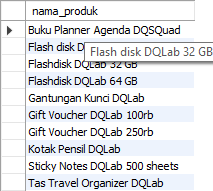 nama_produk
Buku Planner Agenda DQSQuad
Flash disk D
Flash disk DQLab 32 GB
Flashdisk DQLab 32 GB
Flashdisk DQLab 64 GB
Gantungan Kunci DQLab
Gift Voucher DQLab 100rb
Gift Voucher DQLab 250rb
Kotak Pensil DQLab
Sticky Notes DQLab 500 sheets
Tas Travel Organizer DQLab